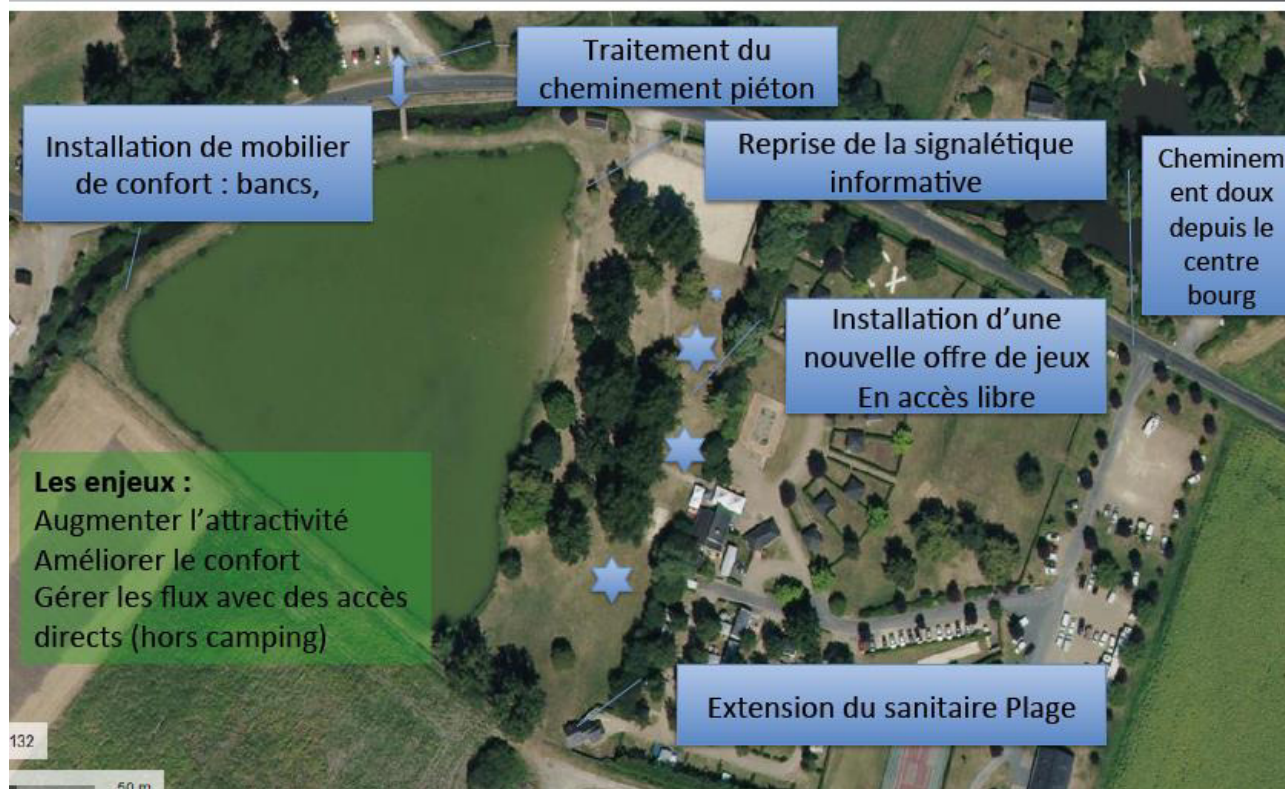 Traitement du
cheminement piéton
Installation de mobilier
de confort : bancs,
Reprise de la signalétique
informative
Cheminem
ent doux
depuis le
centre
bourg
Installation d’une
nouvelle offre de jeux
En accès libre
Les enjeux :
Augmenter l’attractivité
Améliorer le confort
Gérer les flux avec des accès
directs (hors camping)
Extension du sanitaire Plage
132
50 m